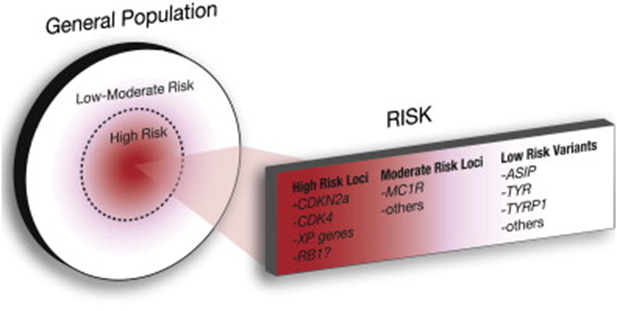 General Population
Low-Moderate Risk
High Risk
RISK
High Risk Loci
-CDKN2a
-CDK4
-XP genes
-RB1?
Moderate Risk Loci
-MC1R
-others
Low Risk Variants
-ASIP
-TYR
-TYRP1
-others